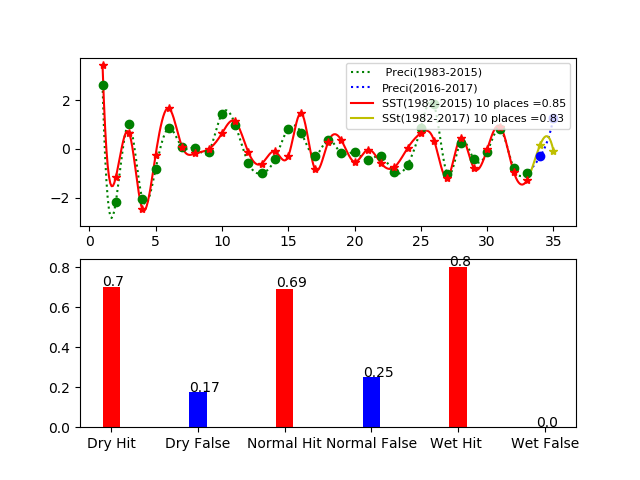 Preci(1983-2015)
Preci(2016-2017)
SST(1982-2015) 10 places =0.85
SSt(1982-2017) 10 places =0.83
2
0
−2
0 5 10 15 20 25 30 35
0.8
0.6
0.4
0.2
0.0
0.7 0.17 0.69 0.25 0.8 0.0
Dry Hit Dry False Normal Hit Normal False Wet Hit Wet False